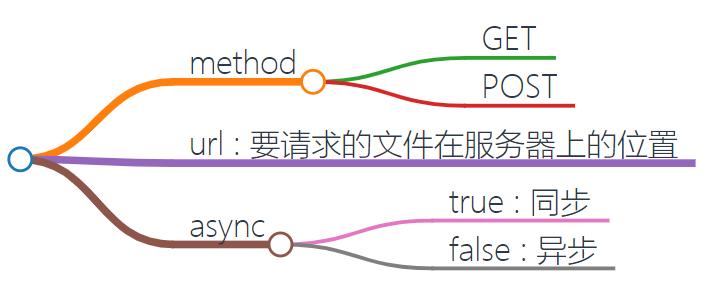 method
GET
POST
url : 要请求的文件在服务器上的位置
async
true : 同步
false : 异步